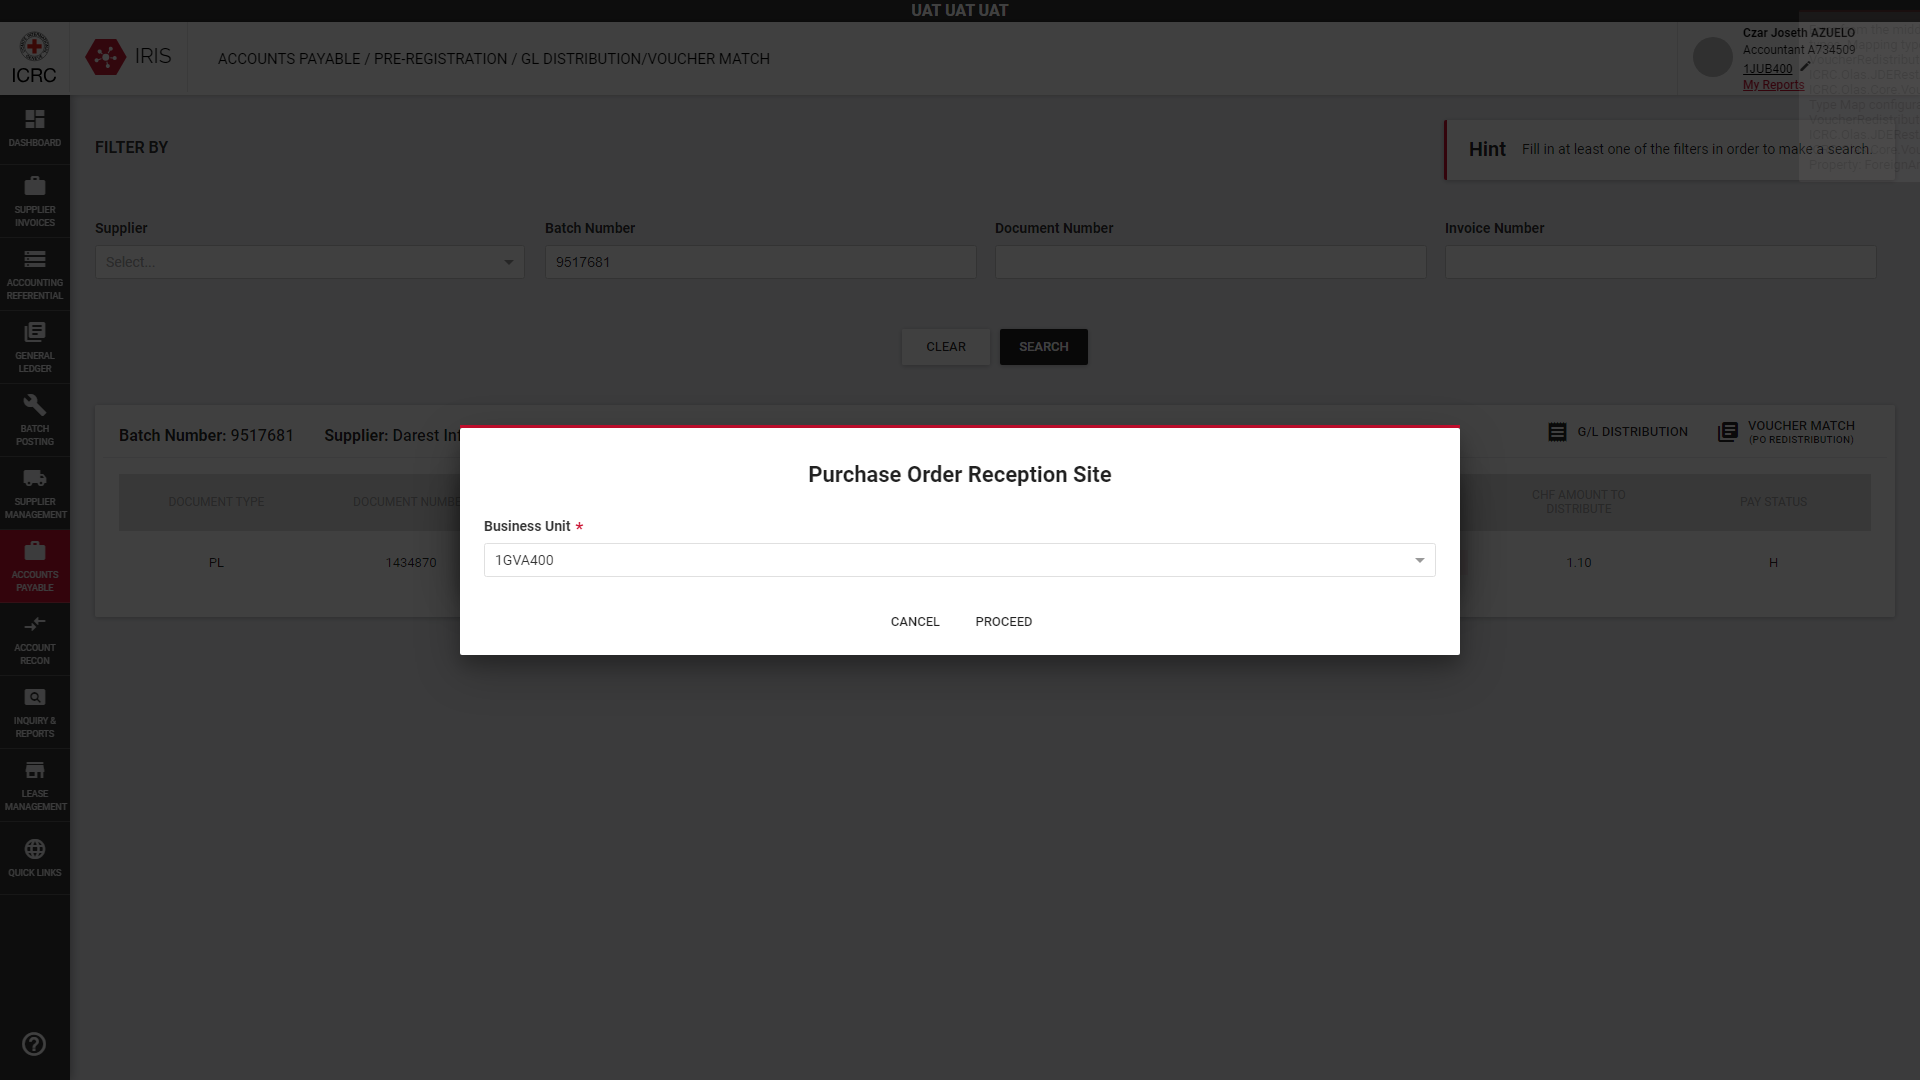 UAT UAT UAT
ICRC
IRIS
ACCOUNTS PAYABLE / PRE-REGISTRATION / GL DISTRIBUTION/VOUCHER MATCH
Czar Joseth AZUELO
Accountant A734509
1JUB400
My Reports
DASHBOARD
SUPPLIER
INVOICES
ACCOUNTING
REFERENTIAL
GENERAL
LEDGER
BATCH
POSTING
SUPPLIER
MANAGEMENT
ACCOUNTS
PAYABLE
ACCOUNT
RECON
INQUIRY &
REPORTS
LEASE
MANAGEMENT
QUICK LINKS
FILTER BY
Hint Fill in at least one of the filters in order to make a search.
Supplier
Select...
Batch Number
9517681
Document Number
Invoice Number
CLEAR
SEARCH
Batch Number: 9517681 Supplier: Darest
G/L DISTRIBUTION
VOUCHER MATCH
(PO REDISTRIBUTION)
DOCUMENT TYPE
DOCUMENT
CHF AMOUNT TO
DISTRIBUTE
PAY STATUS
PL
1434870
1.10
H
Purchase Order Reception Site
Business Unit *
1GVA400
CANCEL
PROCEED